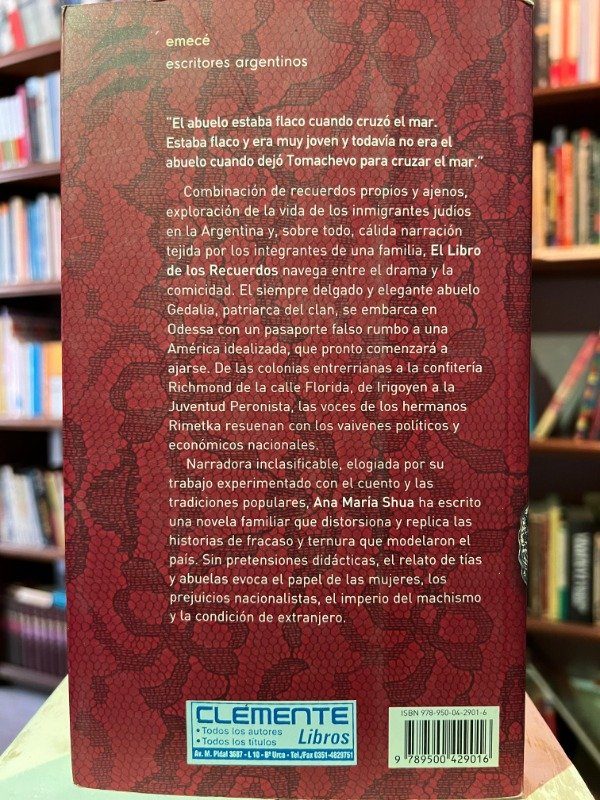 emecé
escritores argentinos
"El abuelo estaba flaco cuando cruzó el mar.
Estaba flaco y era muy joven y todavía no era el
abuelo cuando dejó Tomachevo para cruzar el mar."
Combinación de recuerdos propios y ajenos,
exploración de la vida de los inmigrantes judíos
en la Argentina y, sobre todo, cálida narración
tejida por los integrantes de una familia, El Libro
de los Recuerdos navega entre el drama y la
comicidad. El siempre delgado y elegante abuelo
Gedalia, patriarca del clan, se embarca en
Odessa con un pasaporte falso rumbo a una
América idealizada, que pronto comenzará a
ajarse. De las colonias entrerrianas a la confitería
Richmond de la calle Florida, de Irigoyen a la
Juventud Peronista, las voces de los hermanos
Rimetka resuenan con los vaivenes políticos y
económicos nacionales.
Narradora inclasificable, elogiada por su
trabajo experimentado con el cuento y las
tradiciones populares, Ana María Shua ha escrito
una novela familiar que distorsiona y replica las
historias de fracaso y ternura que modelaron el
país. Sin pretensiones didácticas, el relato de tías
y abuelas evoca el papel de las mujeres, los
prejuicios nacionalistas, el imperio del machismo
y la condición de extranjero.
CLÉMENTE
• Todos los autores
• Todos los títulos
Libros
Av. M. Pidal 3687 - L 10 - Bº Urca - Tel./Fax 0351-4820751
ISBN 978-950-04-2901-6
9 789500 429016